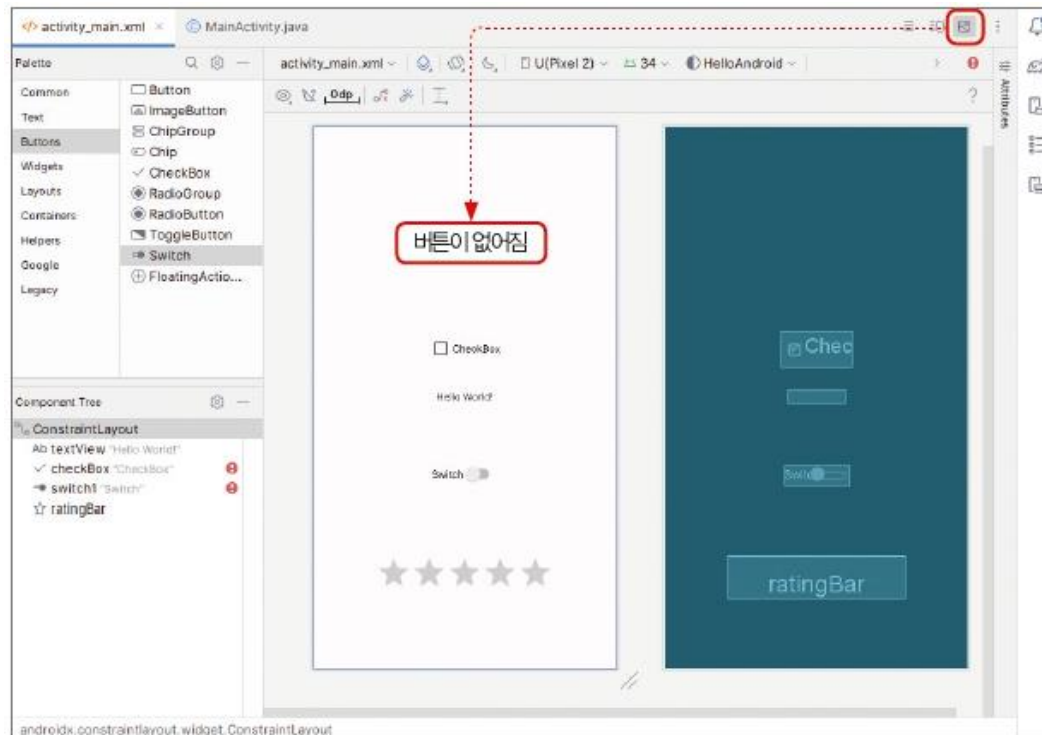 activity_main.xml
MainActivity.java
Palette
activity_main.xml
U(Pixel 2)
34
HelloAndroid
Common
Text
Buttons
Widgets
Layouts
Containers
Helpers
Google
Legacy
Button
ImageButton
ChipGroup
Chip
CheckBox
RadioGroup
RadioButton
ToggleButton
Switch
FloatingActio...
0dp
?
Attributes
버튼이 없어짐
CheckBox
Hello World!
Switch
Chec
Switch
ratingBar
Component Tree
ConstraintLayout
Ab textView "Hello World!"
checkBox "CheckBox"
switch1 "Switch"
ratingBar
androidx.constraintlayout.widget.ConstraintLayout